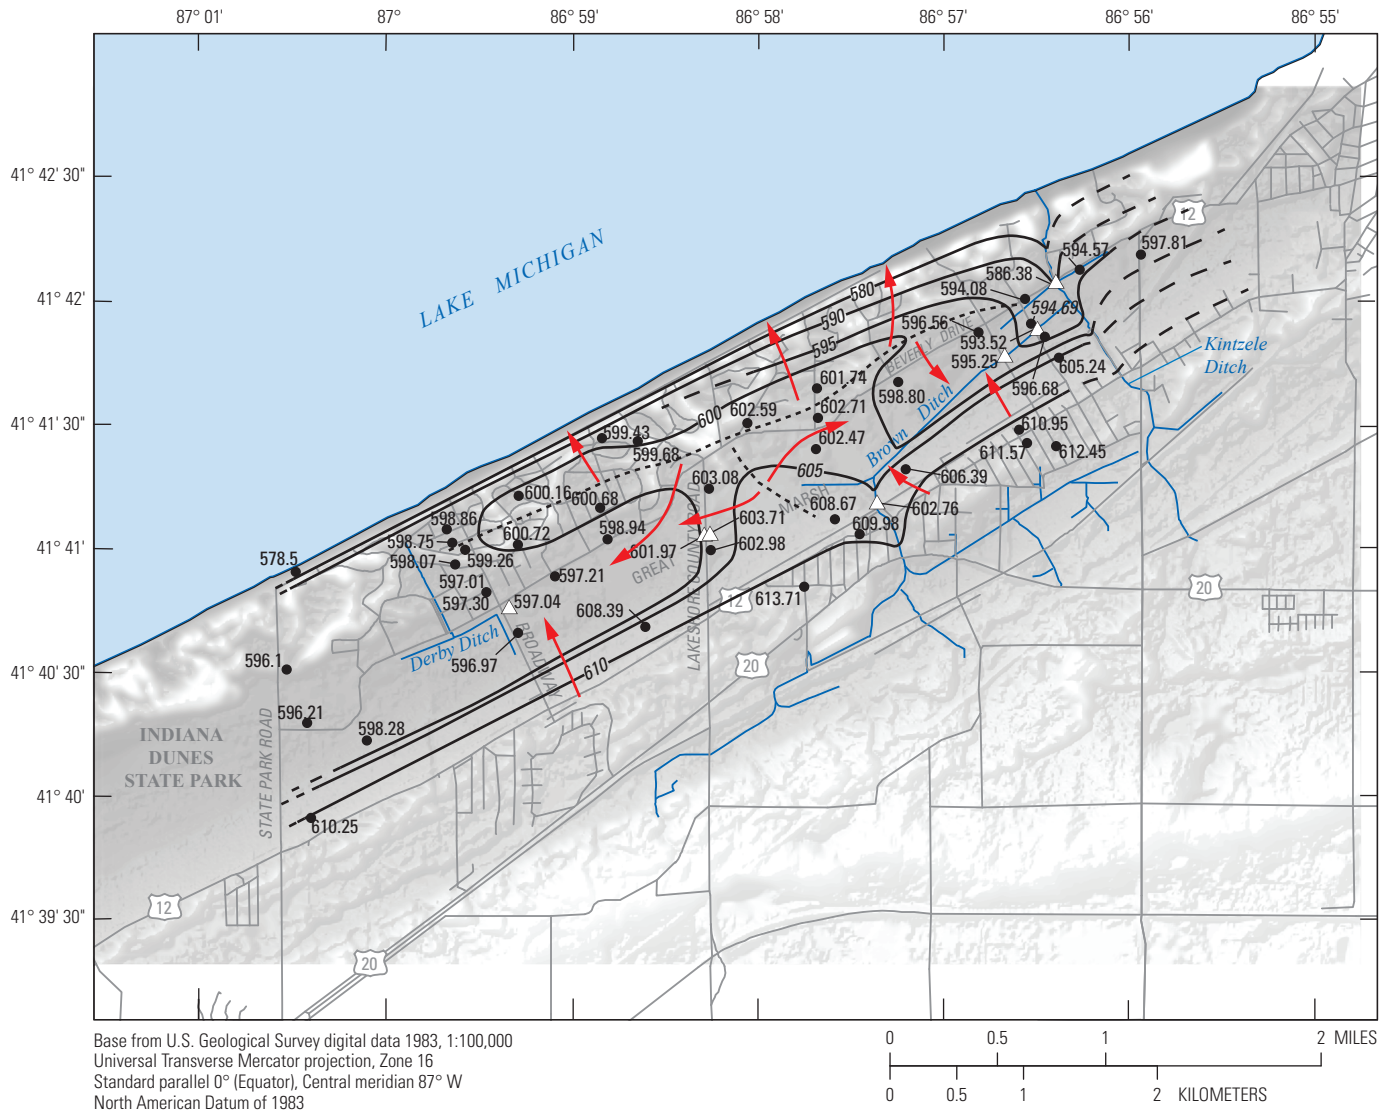 87° 01'
87°
86° 59'
86° 58'
86° 57'
86° 56'
86° 55'
41° 42' 30"
41° 42'
41° 41' 30"
41° 41'
41° 40' 30"
41° 40'
41° 39' 30"
LAKE MICHIGAN
12
594.57
597.81
586.38
594.08
580
590
594.69
596.56
593.52
595
BEVERLY DRIVE
595.25
Kintzele
Ditch
605.24
601.74
596.68
598.80
600
602.59
602.71
Brown Ditch
610.95
599.43
602.47
611.57
612.45
599.68
605
603.08
606.39
600.16
600.68
MARSH
608.67
602.76
598.86
603.71
609.98
598.94
600.72
598.75
601.97
602.98
578.5
598.07
599.26
GREAT
597.21
597.01
597.30
597.04
608.39
12
613.71
20
LAKESHORE COUNTY ROAD
Derby Ditch
BROADWAY
596.97
610
20
596.1
596.21
598.28
INDIANA
DUNES
STATE PARK
STATE PARK ROAD
610.25
12
20
Base from U.S. Geological Survey digital data 1983, 1:100,000
Universal Transverse Mercator projection, Zone 16
Standard parallel 0° (Equator), Central meridian 87° W
North American Datum of 1983
0 0.5 1 2 MILES
0 0.5 1 2 KILOMETERS